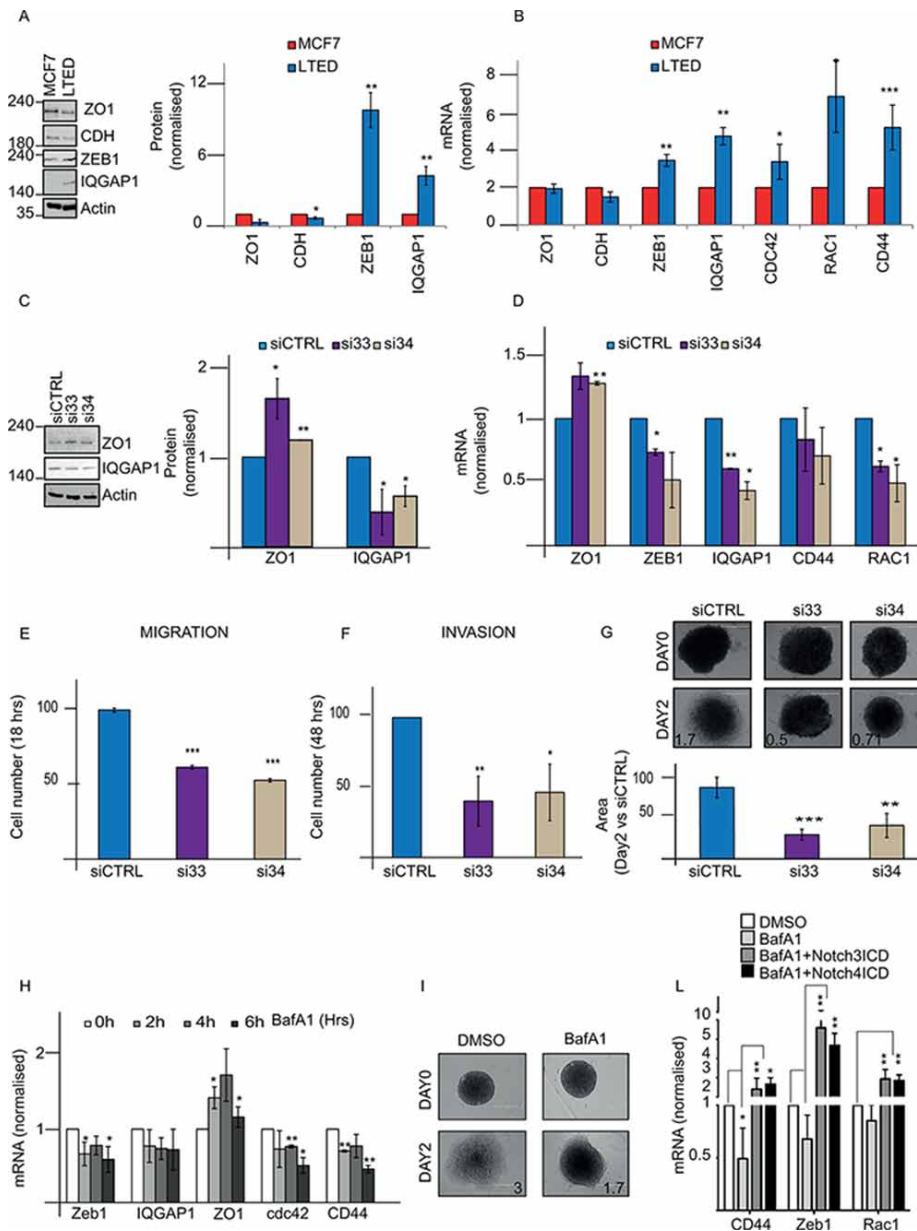 A
MCF7
LTED
240
180
240
140
35
ZO1
CDH
ZEB1
IQGAP1
Actin
MCF7
LTED
Protein
(normalised)
12
6
0
** ** *
ZO1 CDH ZEB1 IQGAP1
B
MCF7
LTED
mRNA
(normalised)
8
6
4
2
0
** ** * * ***
ZO1 CDH ZEB1 IQGAP1 CDC42 RAC1 CD44
C
siCTRL
si33
si34
240
140
35
ZO1
IQGAP1
Actin
siCTRL si33 si34
Protein
(normalised)
2
1
0
* ** * *
ZO1 IQGAP1
D
siCTRL si33 si34
mRNA
(normalised)
1.5
1
0.5
0
** * ** * * *
ZO1 ZEB1 IQGAP1 CD44 RAC1
E MIGRATION
Cell number (18 hrs)
100
50
*** ***
siCTRL si33 si34
F INVASION
Cell number (48 hrs)
100
50
** *
siCTRL si33 si34
G
siCTRL si33 si34
DAY0
DAY2
1.7 0.5 0.71
Area
(Day2 vs siCTRL)
100
50
*** **
siCTRL si33 si34
H
0h 2h 4h 6h BafA1 (Hrs)
mRNA (normalised)
2
1
0
* * * * ** * ** **
Zeb1 IQGAP1 ZO1 cdc42 CD44
I
DMSO BafA1
DAY0
DAY2
3 1.7
L
DMSO
BafA1
BafA1+Notch3ICD
BafA1+Notch4ICD
mRNA (normalised)
10
5
4
3
2
1
0.5
* ** * ** ** ** **
CD44 Zeb1 Rac1